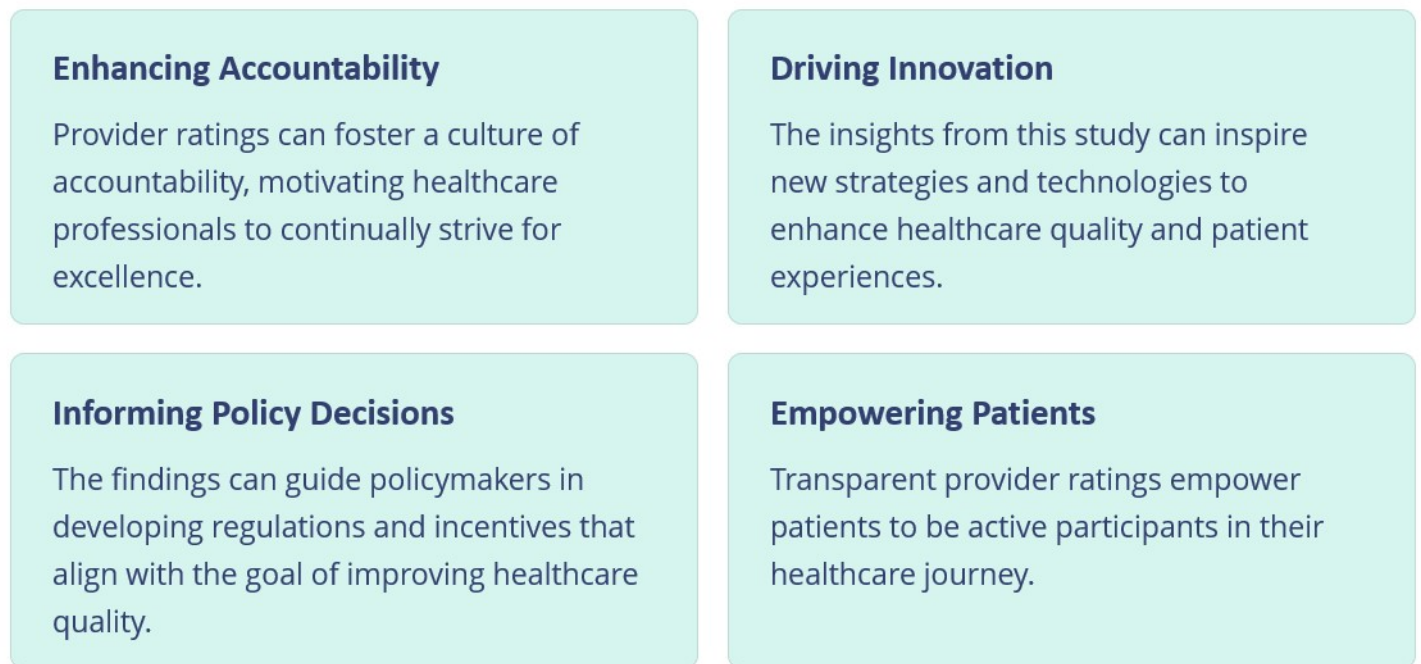 Enhancing Accountability
Provider ratings can foster a culture of
accountability, motivating healthcare
professionals to continually strive for
excellence.
Driving Innovation
The insights from this study can inspire
new strategies and technologies to
enhance healthcare quality and patient
experiences.
Informing Policy Decisions
The findings can guide policymakers in
developing regulations and incentives that
align with the goal of improving healthcare
quality.
Empowering Patients
Transparent provider ratings empower
patients to be active participants in their
healthcare journey.